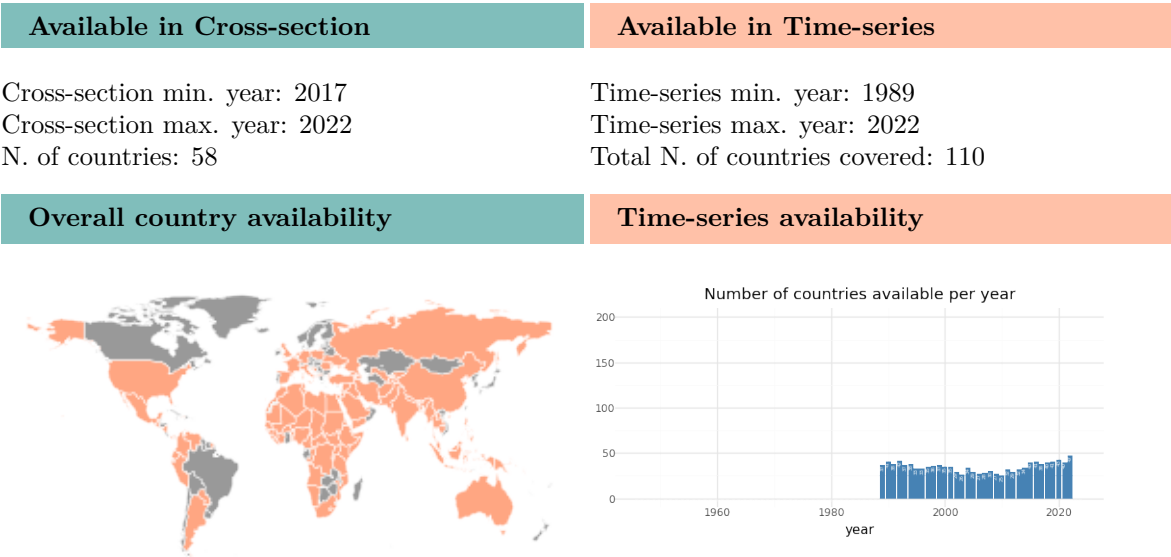 Available in Cross-section
Available in Time-series
Cross-section min. year: 2017
Cross-section max. year: 2022
N. of countries: 58
Time-series min. year: 1989
Time-series max. year: 2022
Total N. of countries covered: 110
Overall country availability
Time-series availability
Number of countries available per year
200
150
100
50
0
1960
1980
2000
2020
year